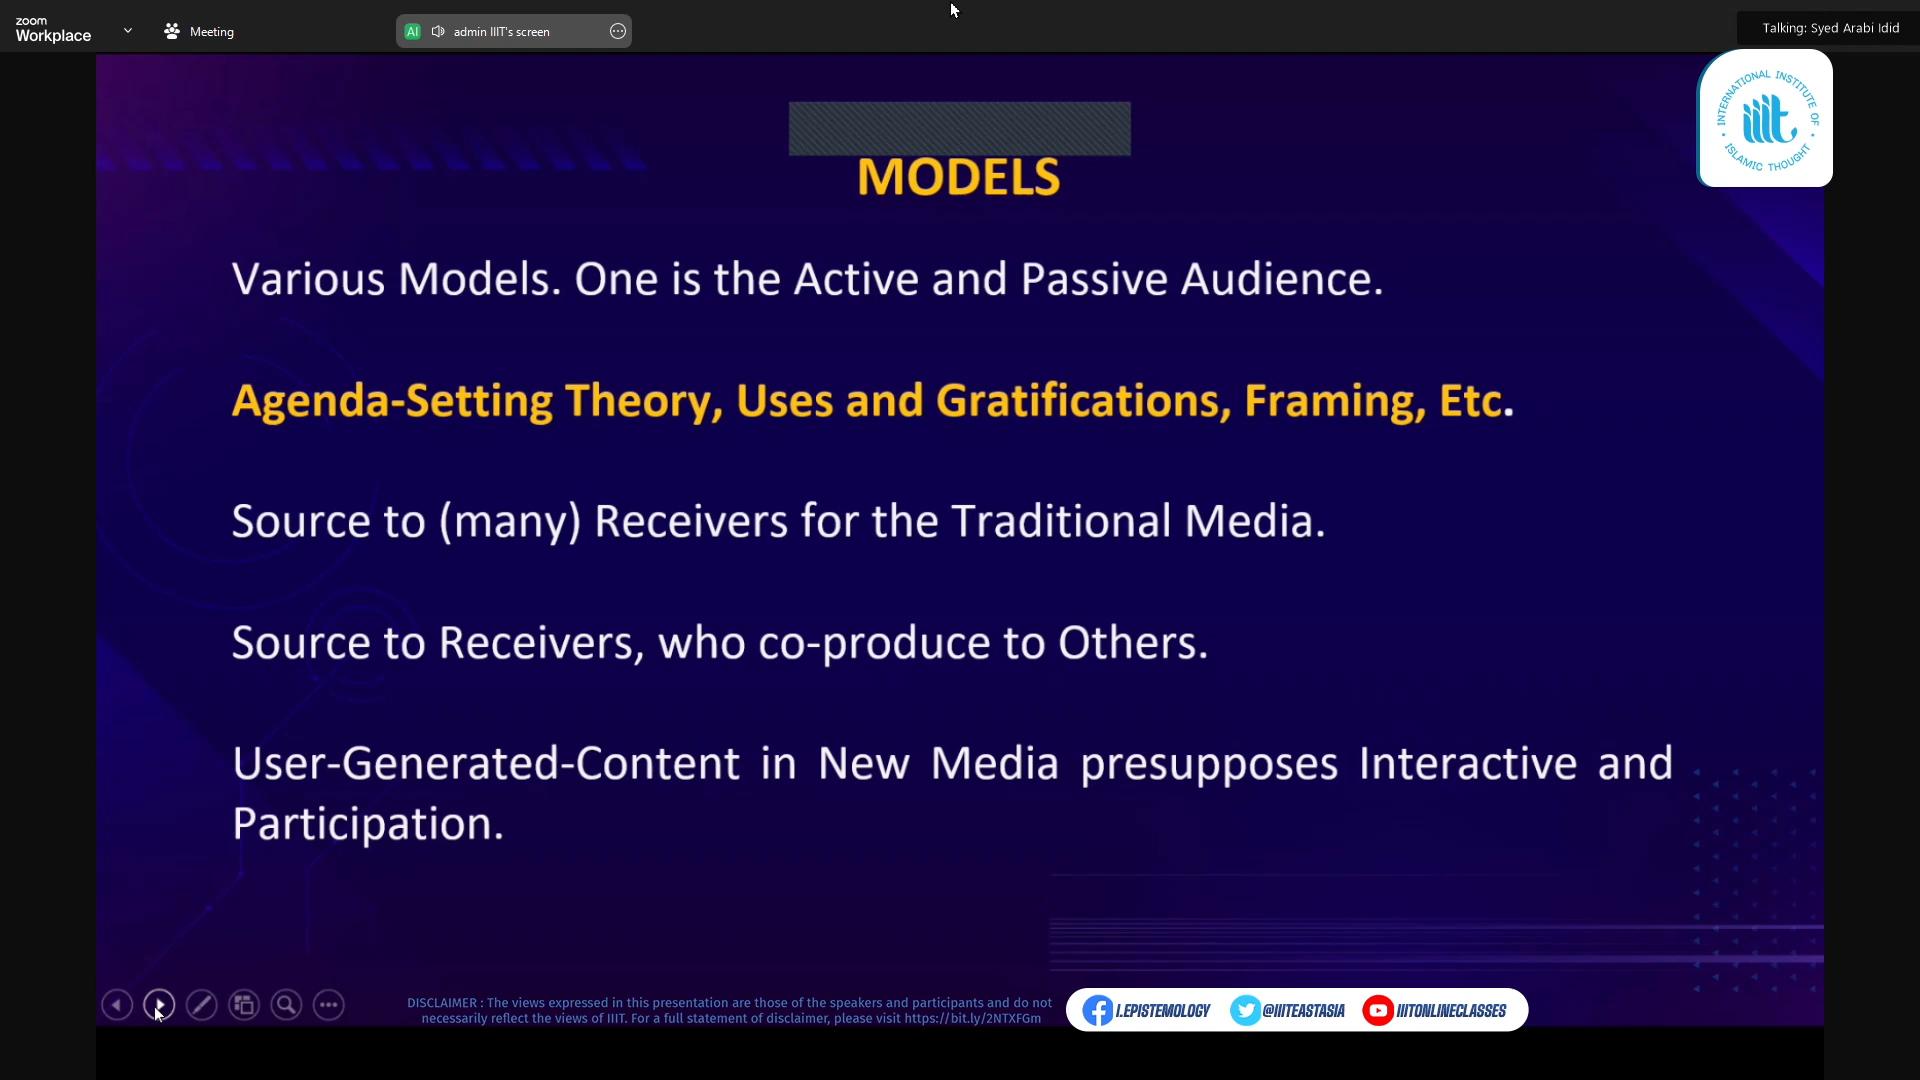 zoom
Workplace
Meeting
AI
admin IIIT's screen
Talking: Syed Arabi Idid
INTERNATIONAL INSTITUTE OF
iiit
ISLAMIC THOUGHT
MODELS
Various Models. One is the Active and Passive Audience.
Agenda-Setting Theory, Uses and Gratifications, Framing, Etc.
Source to (many) Receivers for the Traditional Media.
Source to Receivers, who co-produce to Others.
User-Generated-Content in New Media presupposes Interactive and
Participation.
DISCLAIMER : The views expressed in this presentation are those of the speakers and participants and do not
necessarily reflect the views of IIIT. For a full statement of disclaimer, please visit https://bit.ly/2NTXFGm
I.EPISTEMOLOGY
@IIITEASTASIA
IIITONLINECLASSES